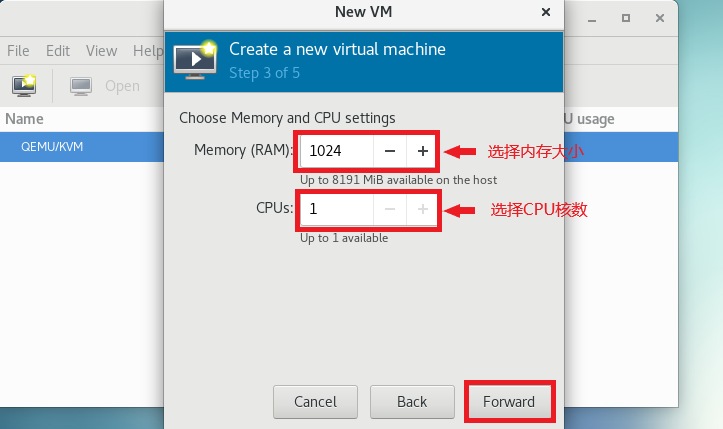 New VM
File Edit View Help
Create a new virtual machine
Step 3 of 5
Open
Name
U usage
QEMU/KVM
Choose Memory and CPU settings
Memory (RAM): 1024 − + 选择内存大小
Up to 8191 MiB available on the host
CPUs: 1 − + 选择CPU核数
Up to 1 available
Cancel Back Forward